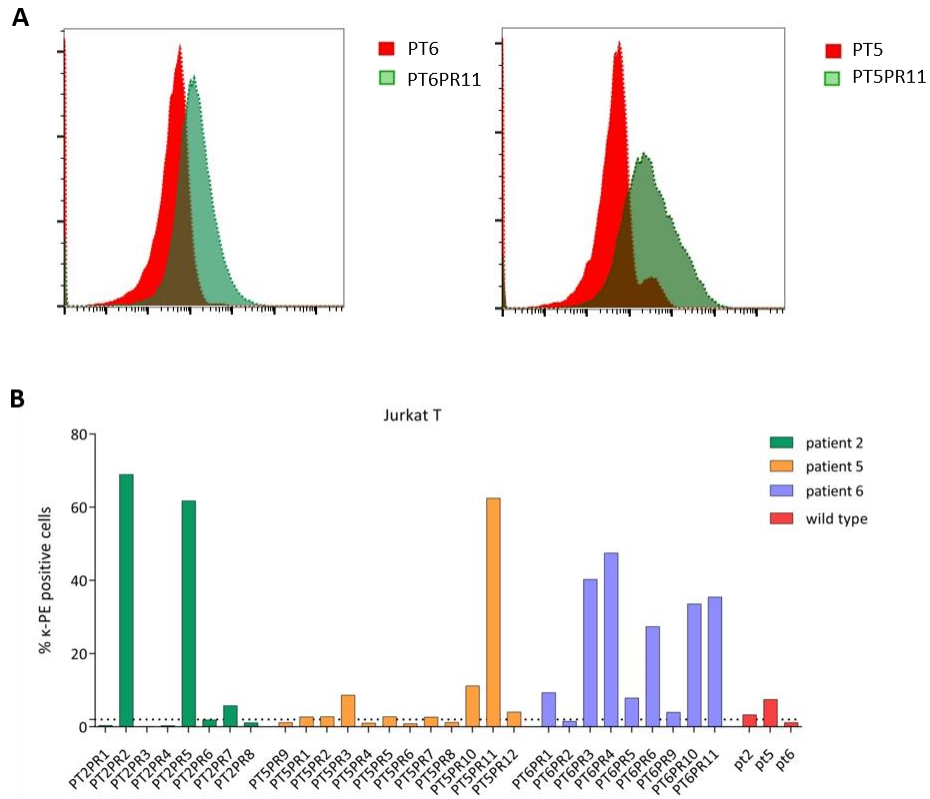 A
PT6
PT6PR11
PT5
PT5PR11
B
Jurkat T
% κ-PE positive cells
80
60
40
20
0
patient 2
patient 5
patient 6
wild type
PT2PR1
PT2PR2
PT2PR3
PT2PR4
PT2PR5
PT2PR6
PT2PR7
PT2PR8
PT5PR9
PT5PR1
PT5PR2
PT5PR3
PT5PR4
PT5PR5
PT5PR6
PT5PR7
PT5PR8
PT5PR10
PT5PR11
PT5PR12
PT6PR1
PT6PR2
PT6PR3
PT6PR4
PT6PR5
PT6PR6
PT6PR9
PT6PR10
PT6PR11
pt2
pt5
pt6